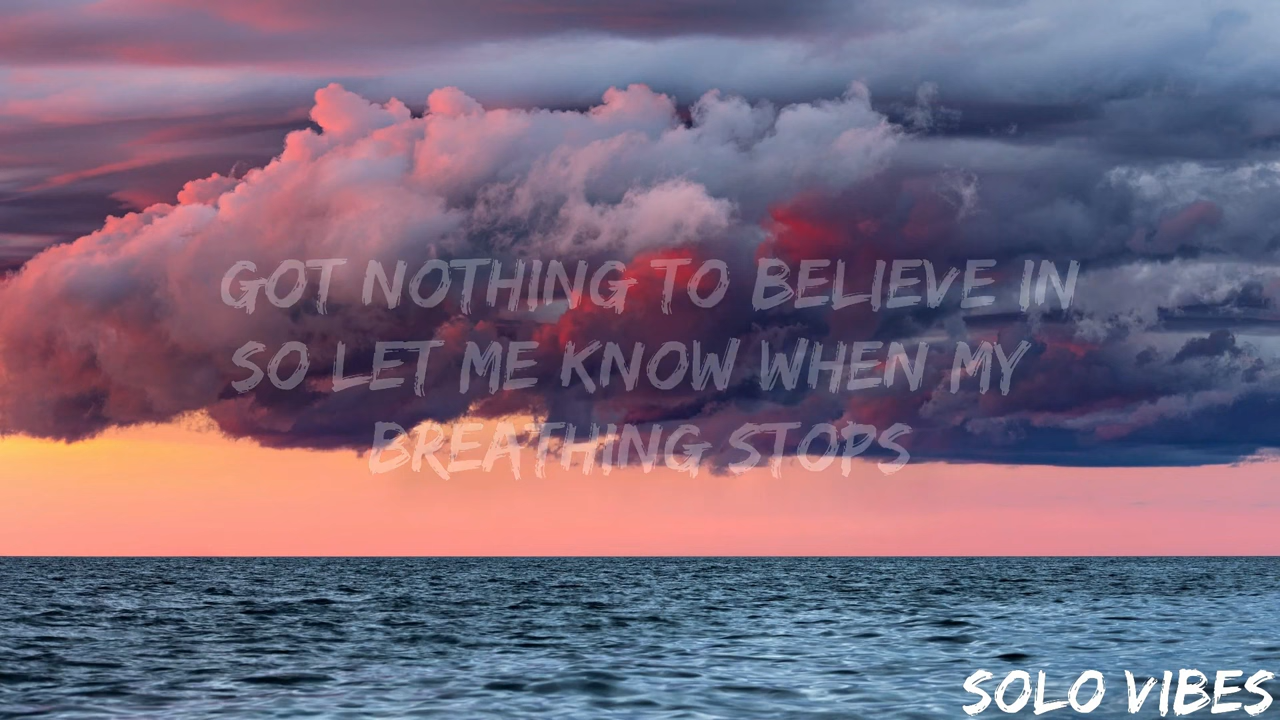 GOT NOTHING TO BELIEVE IN
SO LET ME KNOW WHEN MY
BREATHING STOPS
SOLO VIBES